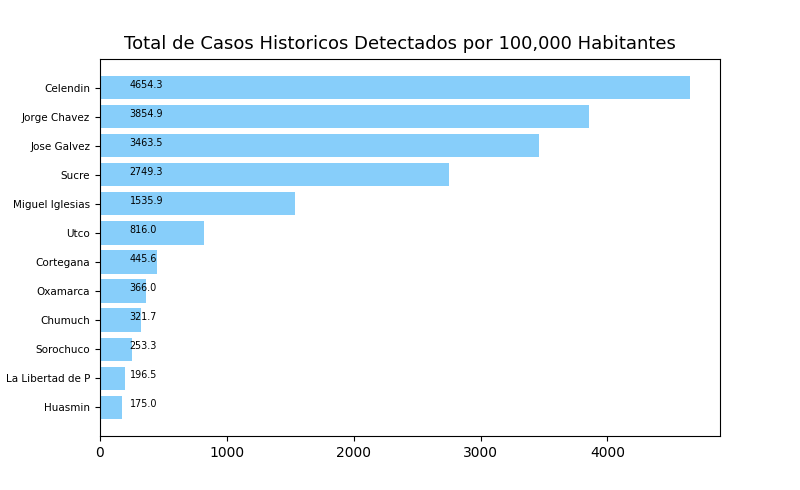 Total de Casos Historicos Detectados por 100,000 Habitantes
Celendin 4654.3
Jorge Chavez 3854.9
Jose Galvez 3463.5
Sucre 2749.3
Miguel Iglesias 1535.9
Utco 816.0
Cortegana 445.6
Oxamarca 366.0
Chumuch 321.7
Sorochuco 253.3
La Libertad de P 196.5
Huasmin 175.0
0 1000 2000 3000 4000